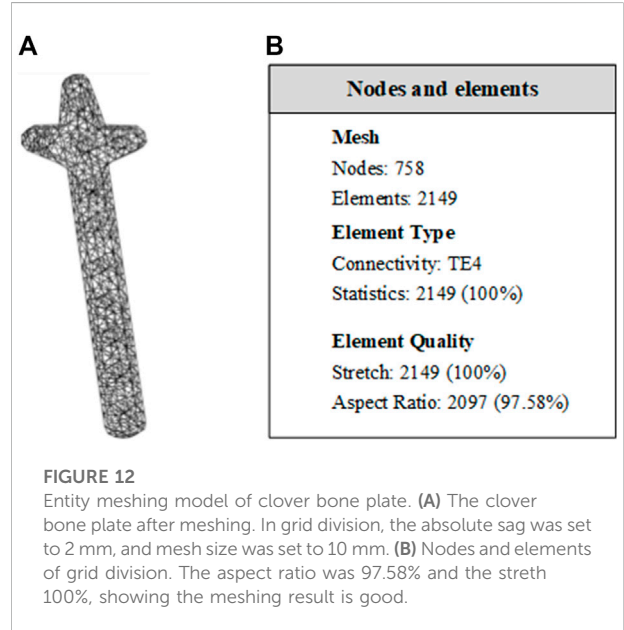 A
B
Nodes and elements
Mesh
Nodes: 758
Elements: 2149
Element Type
Connectivity: TE4
Statistics: 2149 (100%)
Element Quality
Stretch: 2149 (100%)
Aspect Ratio: 2097 (97.58%)
FIGURE 12
Entity meshing model of clover bone plate. (A) The clover
bone plate after meshing. In grid division, the absolute sag was set
to 2 mm, and mesh size was set to 10 mm. (B) Nodes and elements
of grid division. The aspect ratio was 97.58% and the streth
100%, showing the meshing result is good.